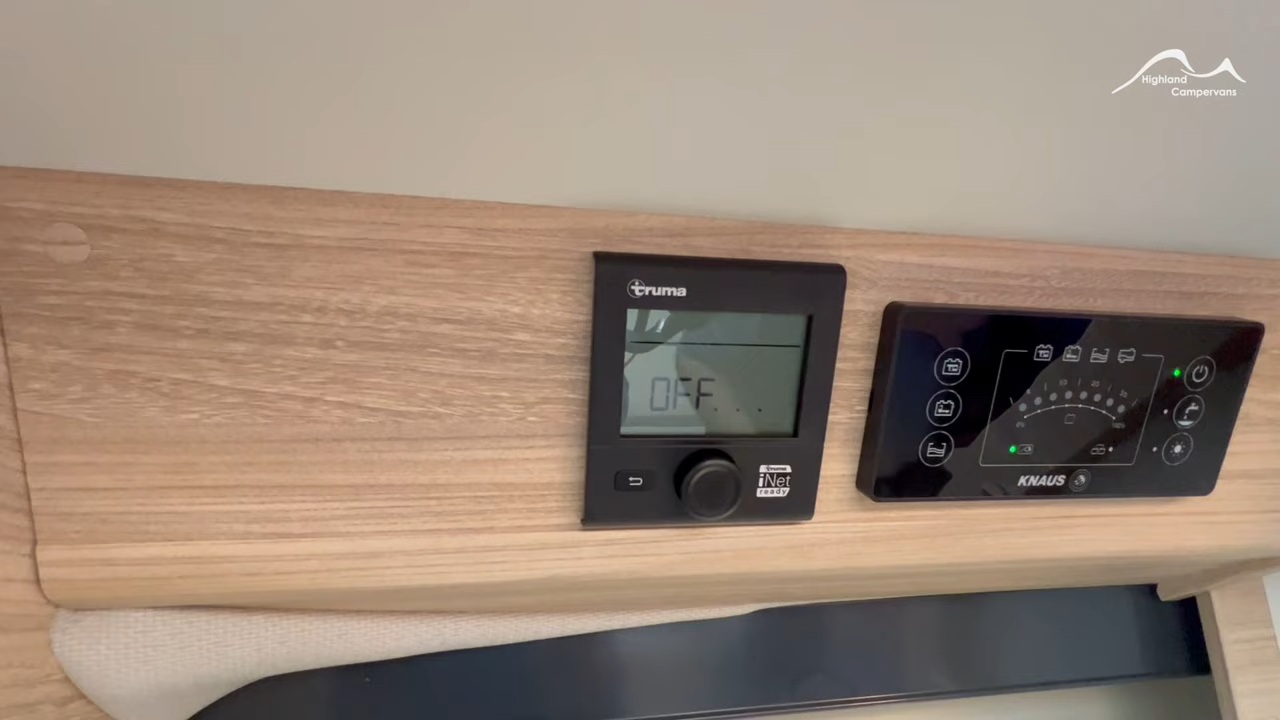 Highland
Campervans
truma
OFF....
truma
iNet
ready
KNAUS